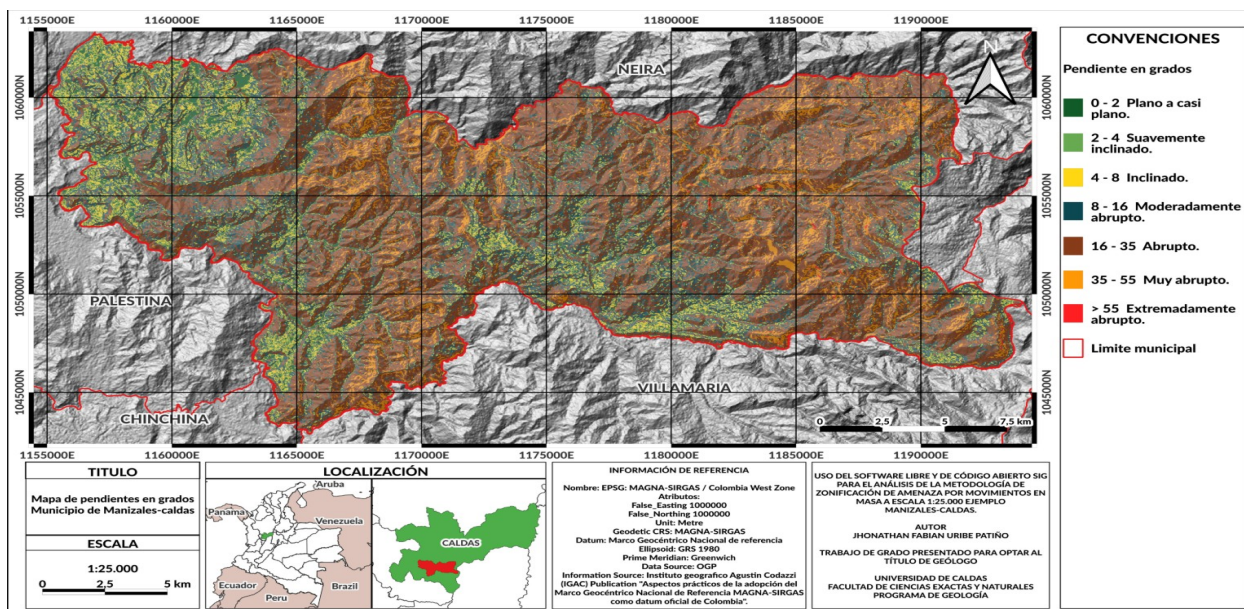 1155000E 1160000E 1165000E 1170000E 1175000E 1180000E 1185000E 1190000E
1060000N
1055000N
1050000N
1045000N
NEIRA
N
PALESTINA
CHINCHINA
VILLAMARIA
0 2,5 5 7,5 km
1060000N
1055000N
1050000N
1045000N
1155000E 1160000E 1165000E 1170000E 1175000E 1180000E 1185000E 1190000E
CONVENCIONES
Pendiente en grados
0 - 2 Plano a casi
plano.
2 - 4 Suavemente
inclinado.
4 - 8 Inclinado.
8 - 16 Moderadamente
abrupto.
16 - 35 Abrupto.
35 - 55 Muy abrupto.
> 55 Extremadamente
abrupto.
Limite municipal
TITULO
Mapa de pendientes en grados
Municipio de Manizales-caldas
ESCALA
1:25.000
0 2,5 5 km
LOCALIZACIÓN
Aruba
Panama
Venezuela
Ecuador
Peru
Brazil
CALDAS
INFORMACIÓN DE REFERENCIA
Nombre: EPSG: MAGNA-SIRGAS / Colombia West Zone
Atributos:
False_Easting 1000000
False_Northing 1000000
Unit: Metre
Geodetic CRS: MAGNA-SIRGAS
Datum: Marco Geocéntrico Nacional de referencia
Ellipsoid: GRS 1980
Prime Meridian: Greenwich
Data Source: OGP
Information Source: Instituto geografico Agustin Codazzi
(IGAC) Publication "Aspectos prácticos de la adopción del
Marco Geocéntrico Nacional de Referencia MAGNA-SIRGAS
como datum oficial de Colombia".
USO DEL SOFTWARE LIBRE Y DE CÓDIGO ABIERTO SIG
PARA EL ANÁLISIS DE LA METODOLOGÍA DE
ZONIFICACIÓN DE AMENAZA POR MOVIMIENTOS EN
MASA A ESCALA 1:25.000 EJEMPLO
MANIZALES-CALDAS.
AUTOR
JHONATHAN FABIAN URIBE PATIÑO
TRABAJO DE GRADO PRESENTADO PARA OPTAR AL
TÍTULO DE GEÓLOGO
UNIVERSIDAD DE CALDAS
FACULTAD DE CIENCIAS EXACTAS Y NATURALES
PROGRAMA DE GEOLOGÍA